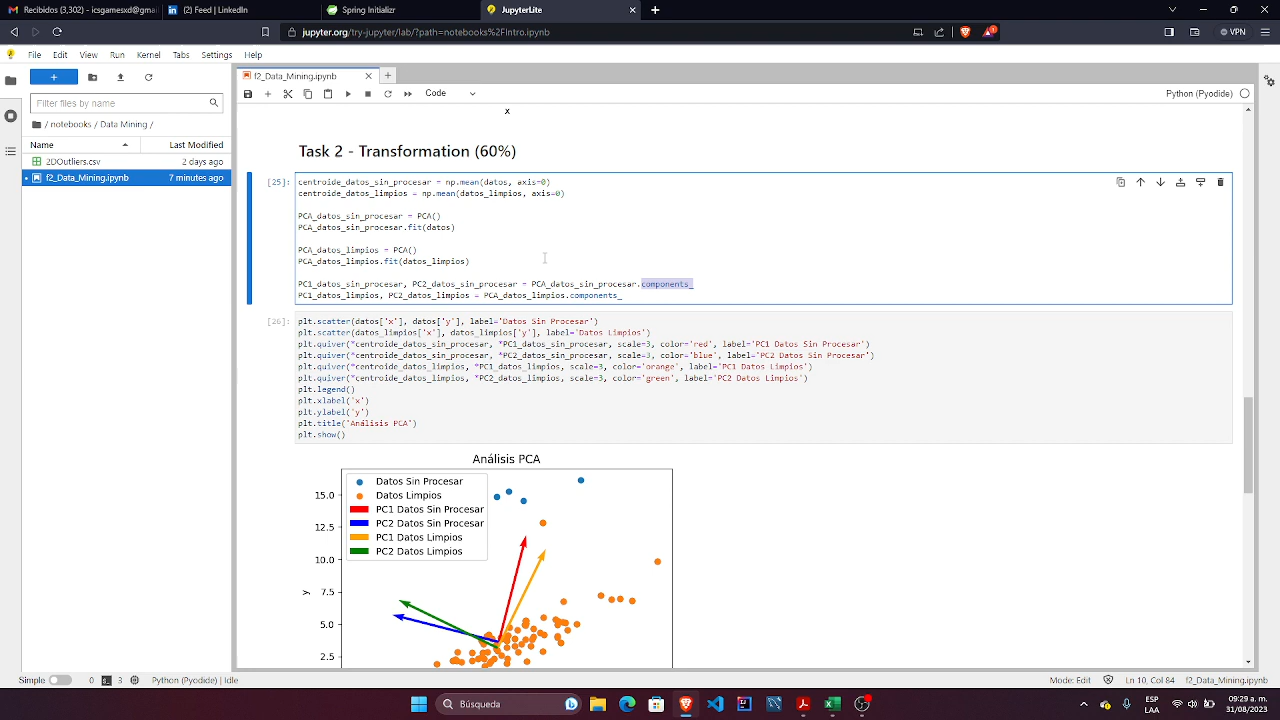 Recibidos (3,302) - icsgamesxd@gmai
(2) Feed | LinkedIn
Spring Initializr
JupyterLite
jupyter.org/try-jupyter/lab/?path=notebooks%2FIntro.ipynb
VPN
File Edit View Run Kernel Tabs Settings Help
f2_Data_Mining.ipynb
Code
Python (Pyodide)
Filter files by name
/ notebooks / Data Mining /
Name Last Modified
2DOutliers.csv 2 days ago
f2_Data_Mining.ipynb 7 minutes ago
x
Task 2 - Transformation (60%)
[25]:
centroide_datos_sin_procesar = np.mean(datos, axis=0)
centroide_datos_limpios = np.mean(datos_limpios, axis=0)
PCA_datos_sin_procesar = PCA()
PCA_datos_sin_procesar.fit(datos)
PCA_datos_limpios = PCA()
PCA_datos_limpios.fit(datos_limpios)
PC1_datos_sin_procesar, PC2_datos_sin_procesar = PCA_datos_sin_procesar.components_
PC1_datos_limpios, PC2_datos_limpios = PCA_datos_limpios.components_
[26]:
plt.scatter(datos['x'], datos['y'], label='Datos Sin Procesar')
plt.scatter(datos_limpios['x'], datos_limpios['y'], label='Datos Limpios')
plt.quiver(*centroide_datos_sin_procesar, *PC1_datos_sin_procesar, scale=3, color='red', label='PC1 Datos Sin Procesar')
plt.quiver(*centroide_datos_sin_procesar, *PC2_datos_sin_procesar, scale=3, color='blue', label='PC2 Datos Sin Procesar')
plt.quiver(*centroide_datos_limpios, *PC1_datos_limpios, scale=3, color='orange', label='PC1 Datos Limpios')
plt.quiver(*centroide_datos_limpios, *PC2_datos_limpios, scale=3, color='green', label='PC2 Datos Limpios')
plt.legend()
plt.xlabel('x')
plt.ylabel('y')
plt.title('Análisis PCA')
plt.show()
Análisis PCA
Datos Sin Procesar
Datos Limpios
PC1 Datos Sin Procesar
PC2 Datos Sin Procesar
PC1 Datos Limpios
PC2 Datos Limpios
15.0
12.5
10.0
7.5
5.0
2.5
y
Simple 0 3 Python (Pyodide) | Idle
Mode: Edit Ln 10, Col 84 f2_Data_Mining.ipynb
Búsqueda
ESP
LAA
09:29 a. m.
31/08/2023